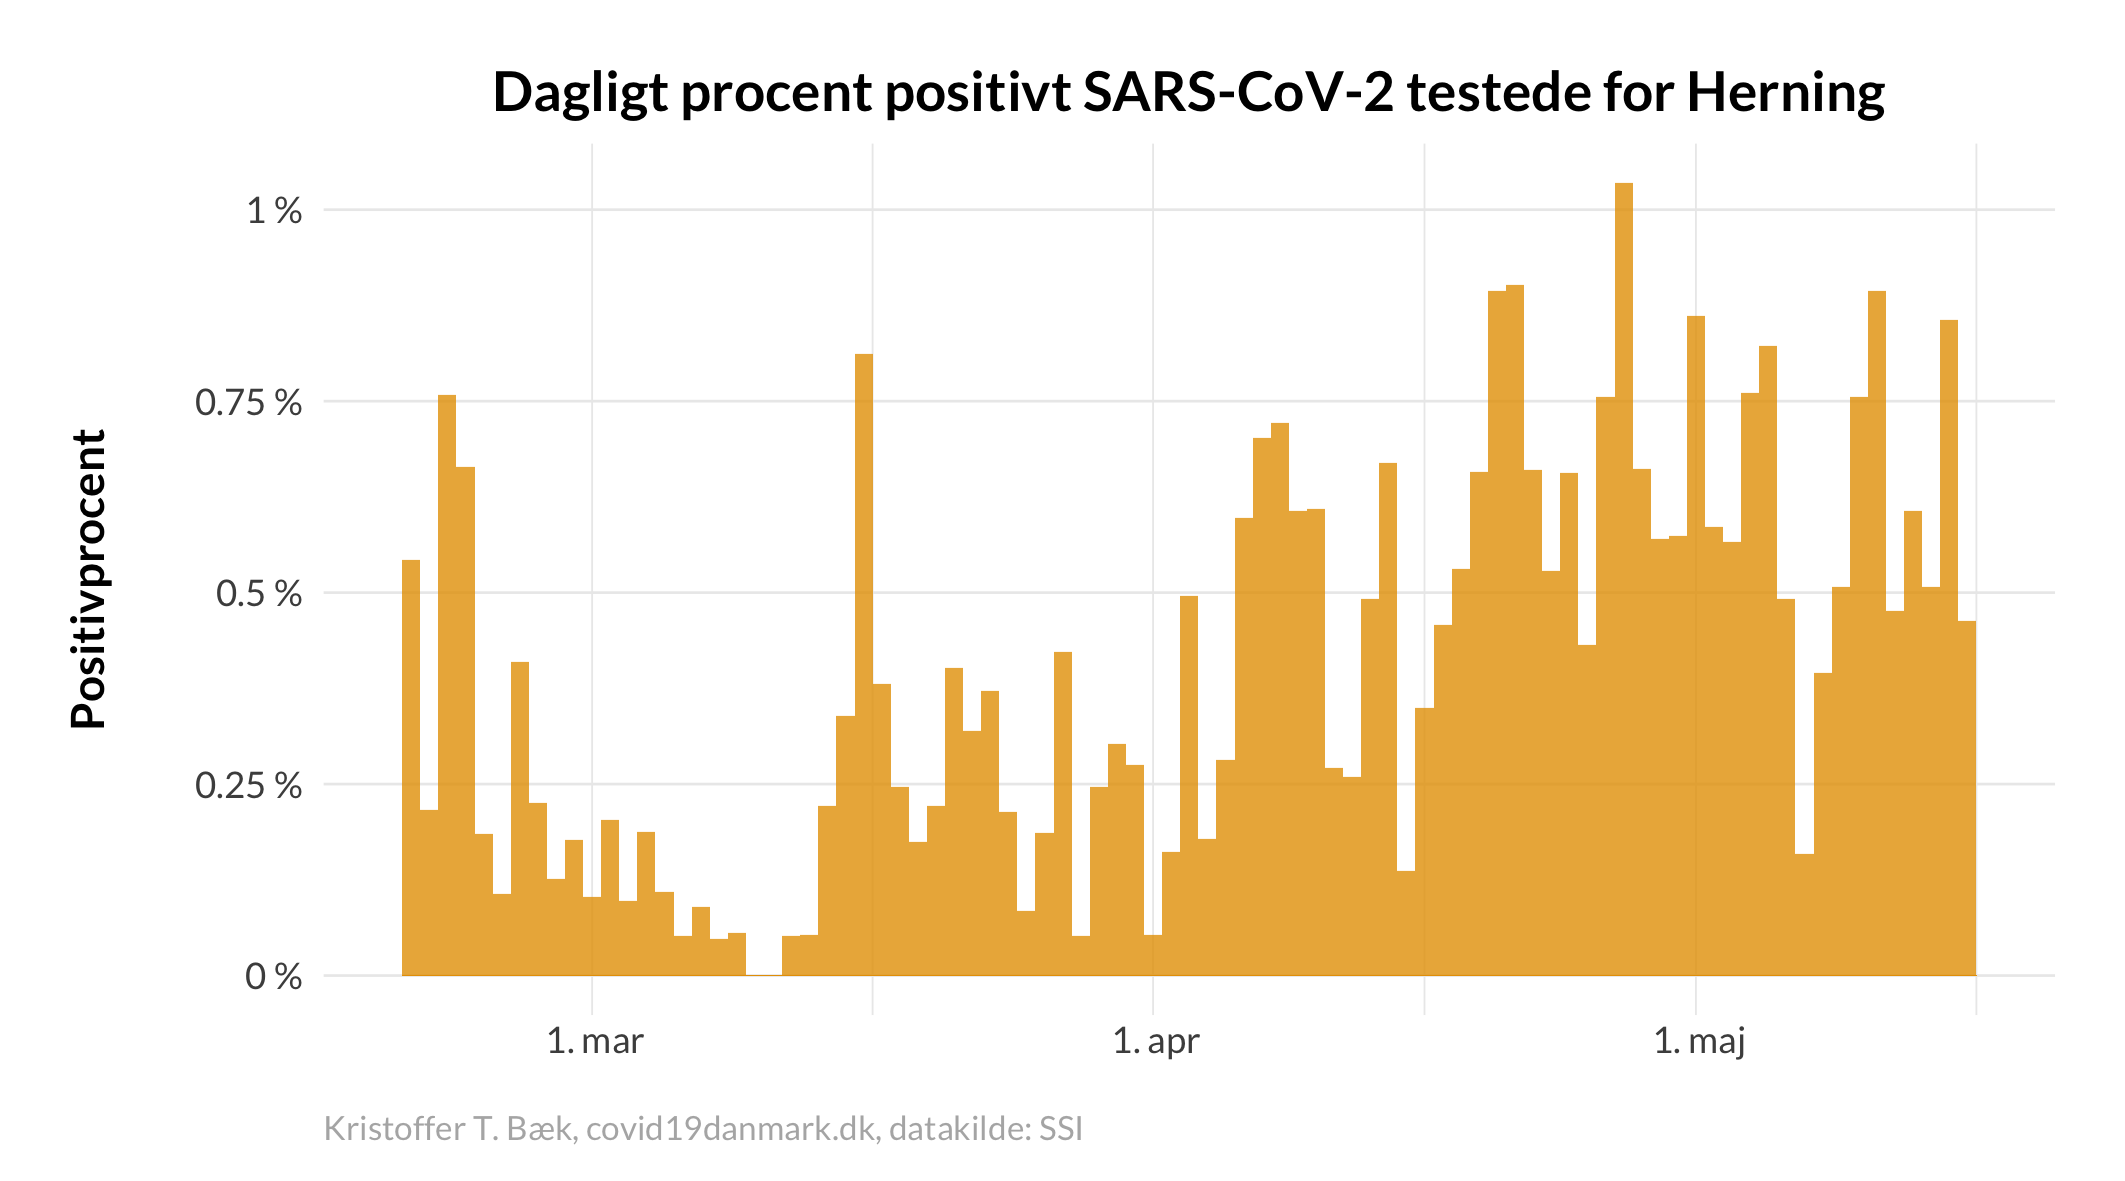 Dagligt procent positivt SARS-CoV-2 testede for Herning
Positivprocent
1 %
0.75 %
0.5 %
0.25 %
0 %
1. mar
1. apr
1. maj
Kristoffer T. Bæk, covid19danmark.dk, datakilde: SSI